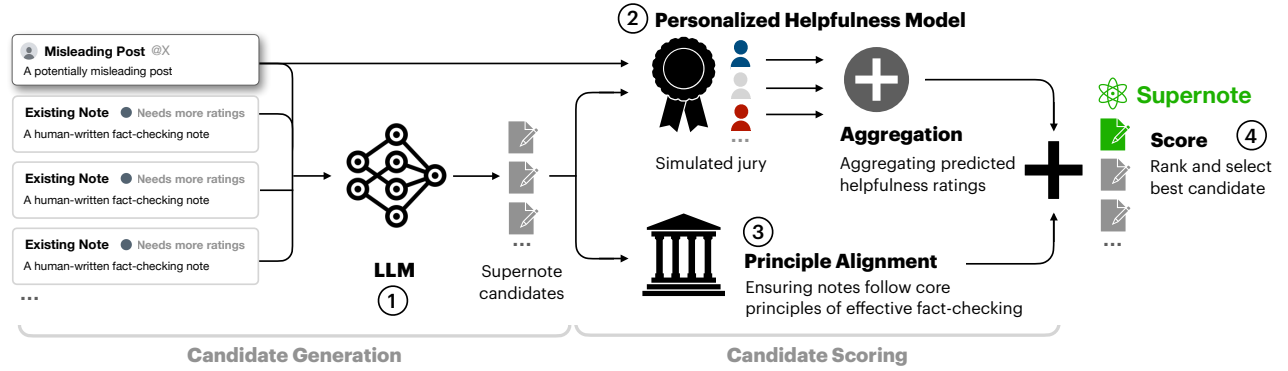 Misleading Post @X
A potentially misleading post
Existing Note Needs more ratings
A human-written fact-checking note
Existing Note Needs more ratings
A human-written fact-checking note
Existing Note Needs more ratings
A human-written fact-checking note
...
LLM
1
Supernote
candidates
...
2 Personalized Helpfulness Model
...
Simulated jury
Aggregation
Aggregating predicted
helpfulness ratings
3
Principle Alignment
Ensuring notes follow core
principles of effective fact-checking
Supernote
Score 4
Rank and select
best candidate
...
Candidate Generation
Candidate Scoring